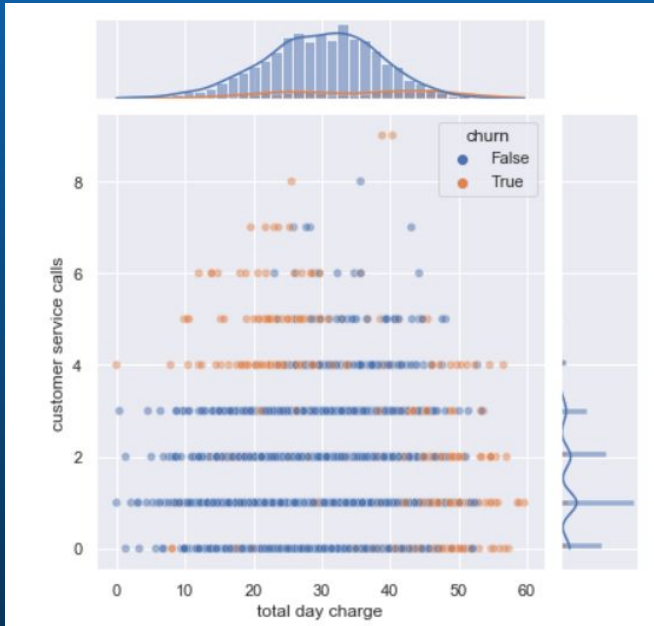 churn
False
True
8
6
4
2
0
customer service calls
0 10 20 30 40 50 60
total day charge